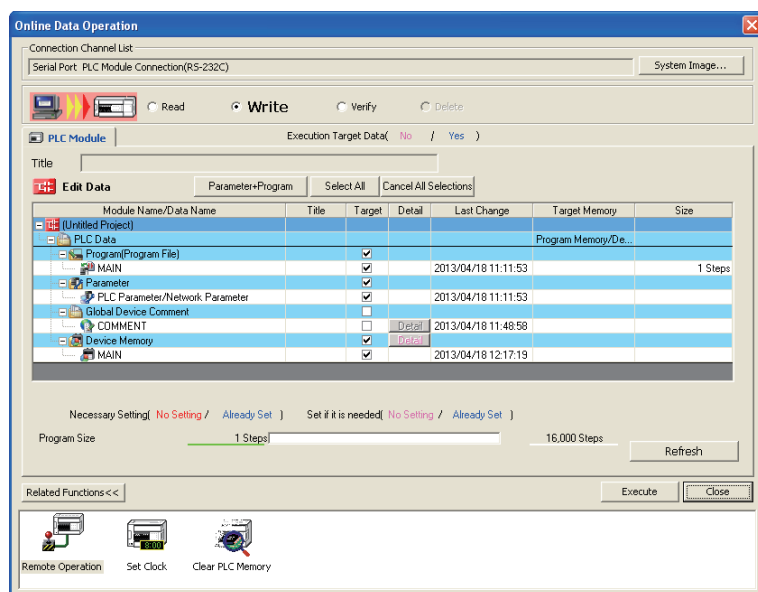 Online Data Operation
Connection Channel List
Serial Port PLC Module Connection(RS-232C)
System Image...
Read Write Verify Delete
PLC Module
Execution Target Data( No / Yes )
Title
Edit Data
Parameter+Program Select All Cancel All Selections
Module Name/Data Name Title Target Detail Last Change Target Memory Size
(Untitled Project)
PLC Data Program Memory/De...
Program(Program File)
MAIN 2013/04/18 11:11:53 1 Steps
Parameter
PLC Parameter/Network Parameter 2013/04/18 11:11:53
Global Device Comment
COMMENT Detail 2013/04/18 11:48:58
Device Memory Detail
MAIN 2013/04/18 12:17:19
Necessary Setting( No Setting / Already Set ) Set if it is needed( No Setting / Already Set )
Program Size 1 Steps 16,000 Steps
Refresh
Related Functions<< Execute Close
8:00
Remote Operation Set Clock Clear PLC Memory